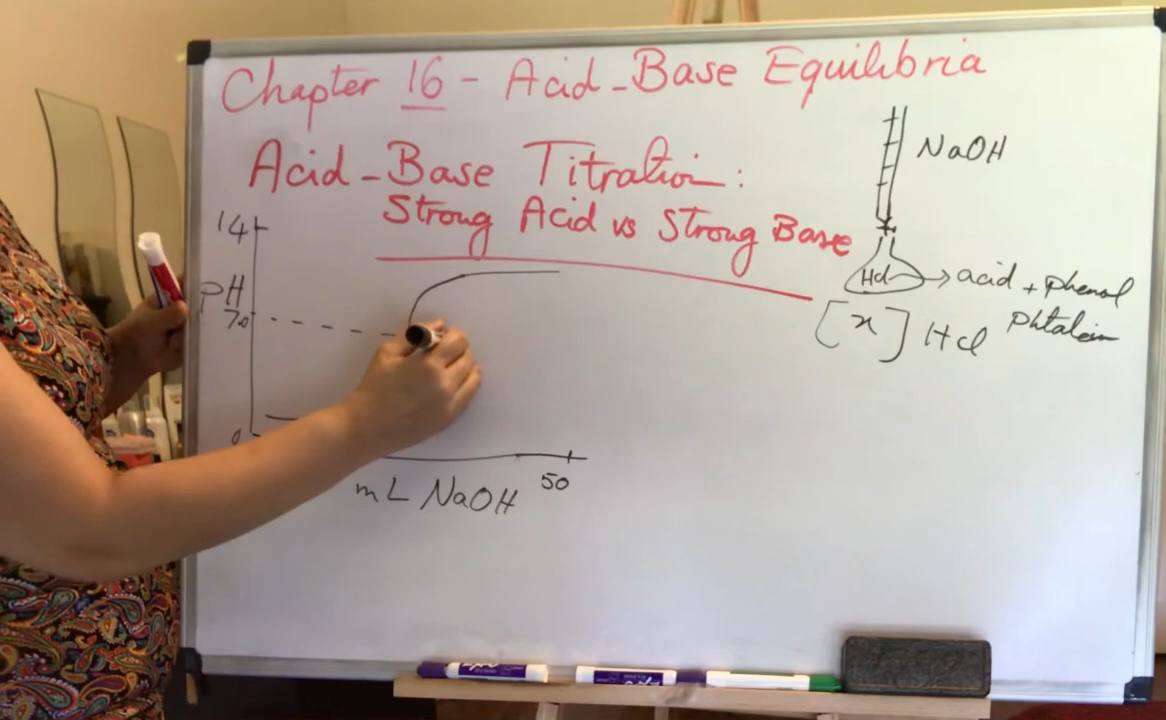 Chapter 16 - Acid-Base Equilibria
Acid-Base Titration:
Strong Acid vs Strong Base
NaOH
HCl → acid + phenol
phtalein
[x] HCl
14
pH
7.0
0
50
mL NaOH